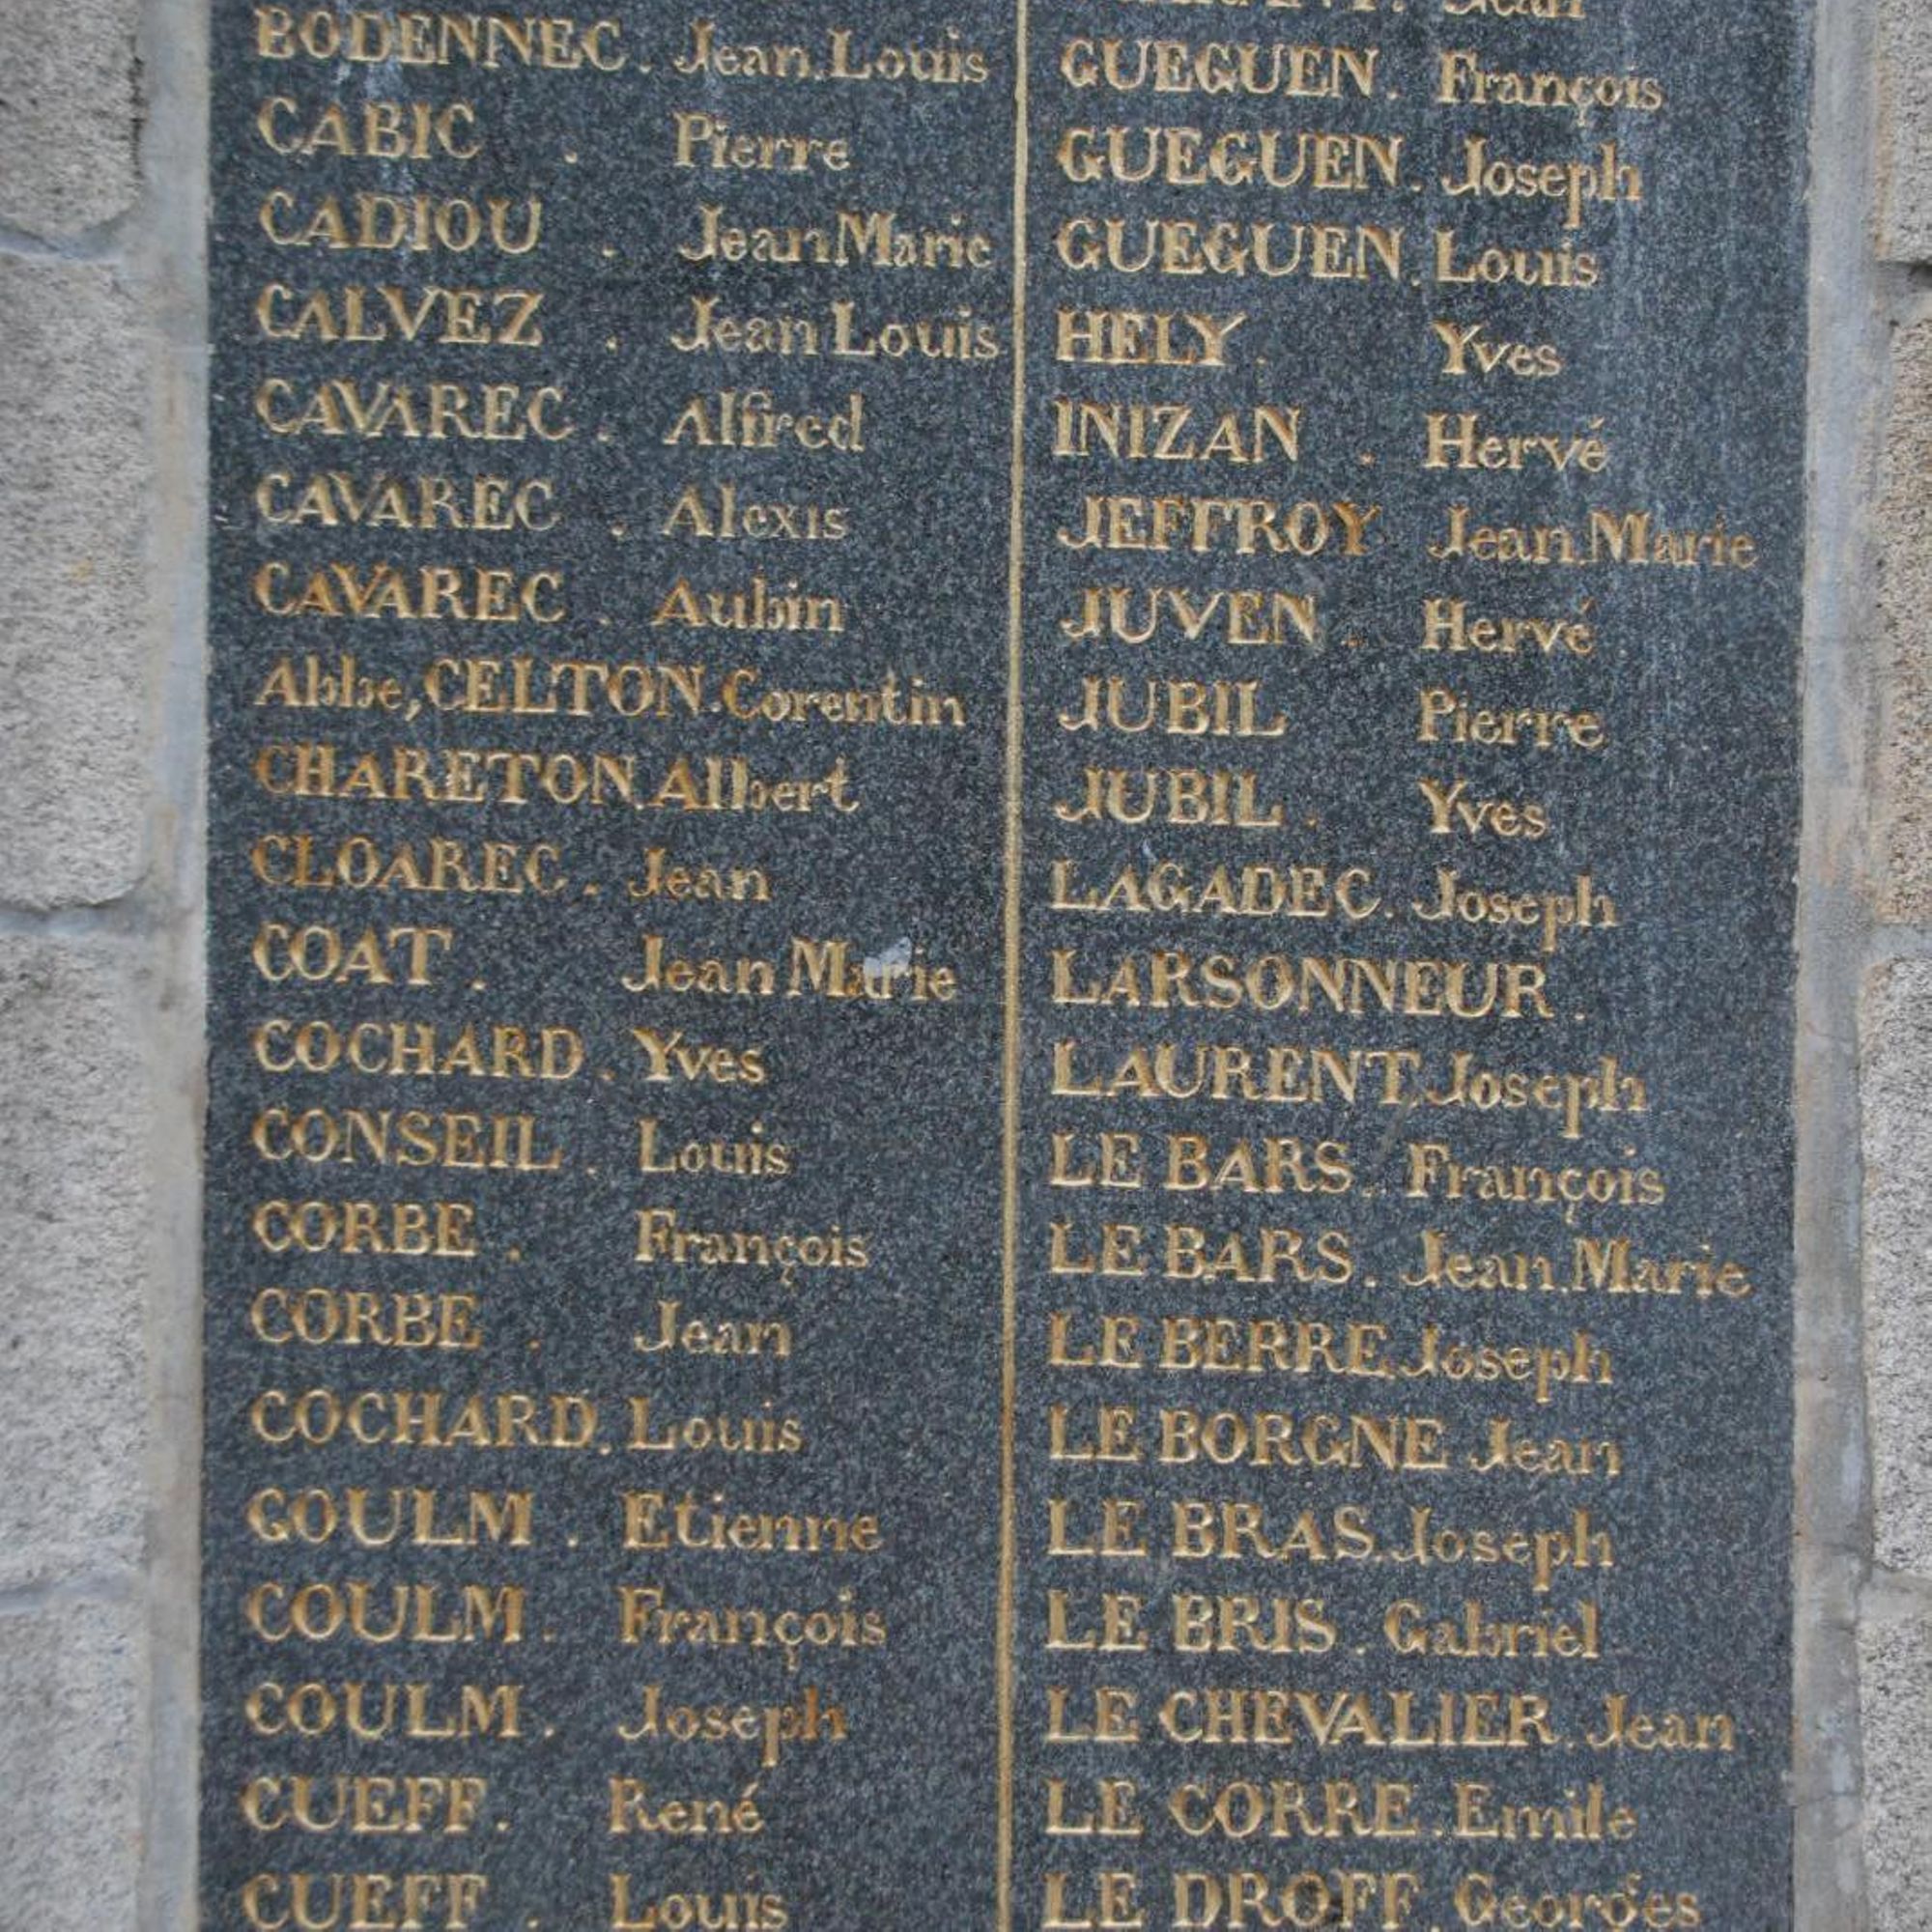 BODENNEC. Jean.Louis
CABIC . Pierre
CADIOU . Jean Marie
CALVEZ . Jean Louis
CAVAREC . Alfred
CAVAREC . Alexis
CAVAREC . Aubin
Abbe, CELTON. Corentin
CHARETON. Albert
CLOAREC. Jean
COAT. Jean Marie
COCHARD. Yves
CONSEIL. Louis
CORBE. François
CORBE . Jean
COCHARD. Louis
GOULM . Etienne
COULM. François
COULM. Joseph
CUEFF. René
CUEFF . Louis
Jean
GUEGUEN. François
GUEGUEN. Joseph
GUEGUEN. Louis
HELY. Yves
INIZAN . Hervé
JEFFROY Jean.Marie
JUVEN . Hervé
JUBIL Pierre
JUBIL . Yves
LAGADEC. Joseph
LARSONNEUR.
LAURENT. Joseph
LE BARS. François
LE BARS. Jean.Marie
LE BERRE. Joseph
LE BORGNE Jean
LE BRAS. Joseph
LE BRIS. Gabriel
LE CHEVALIER. Jean
LE CORRE. Emile
LE DROFF. Georges